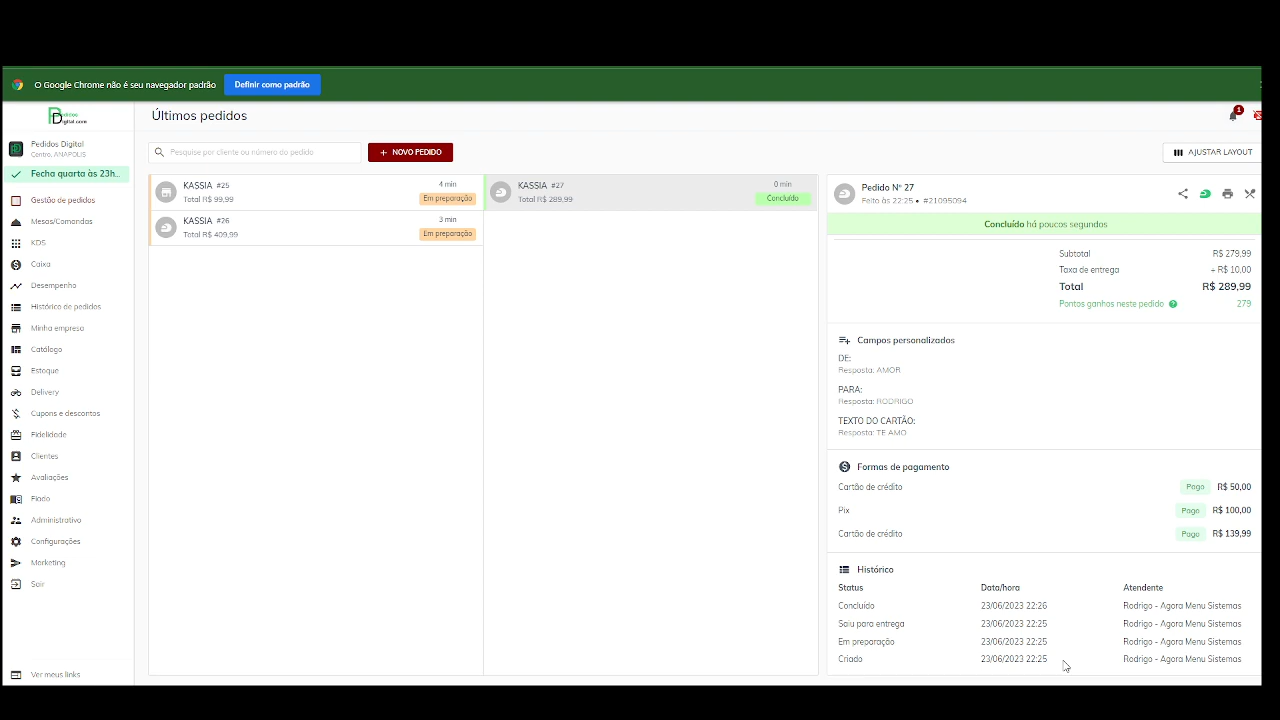 O Google Chrome não é seu navegador padrão
Definir como padrão
Pedidos
Digital.com
Últimos pedidos
1
Pedidos Digital
Centro, ANAPOLIS
Fecha quarta às 23h...
Gestão de pedidos
Mesas/Comandas
KDS
Caixa
Desempenho
Histórico de pedidos
Minha empresa
Catálogo
Estoque
Delivery
Cupons e descontos
Fidelidade
Clientes
Avaliações
Fiado
Administrativo
Configurações
Marketing
Sair
Ver meus links
Pesquise por cliente ou número do pedido
+ NOVO PEDIDO
AJUSTAR LAYOUT
KASSIA #25
4 min
Total R$ 99,99
Em preparação
KASSIA #26
3 min
Total R$ 409,99
Em preparação
KASSIA #27
0 min
Total R$ 289,99
Concluído
Pedido N° 27
Feito às 22:25 • #21095094
Concluído há poucos segundos
Subtotal R$ 279,99
Taxa de entrega + R$ 10,00
Total R$ 289,99
Pontos ganhos neste pedido ? 279
Campos personalizados
DE:
Resposta: AMOR
PARA:
Resposta: RODRIGO
TEXTO DO CARTÃO:
Resposta: TE AMO
Formas de pagamento
Cartão de crédito Pago R$ 50,00
Pix Pago R$ 100,00
Cartão de crédito Pago R$ 139,99
Histórico
Status Data/hora Atendente
Concluído 23/06/2023 22:26 Rodrigo - Agora Menu Sistemas
Saiu para entrega 23/06/2023 22:25 Rodrigo - Agora Menu Sistemas
Em preparação 23/06/2023 22:25 Rodrigo - Agora Menu Sistemas
Criado 23/06/2023 22:25 Rodrigo - Agora Menu Sistemas